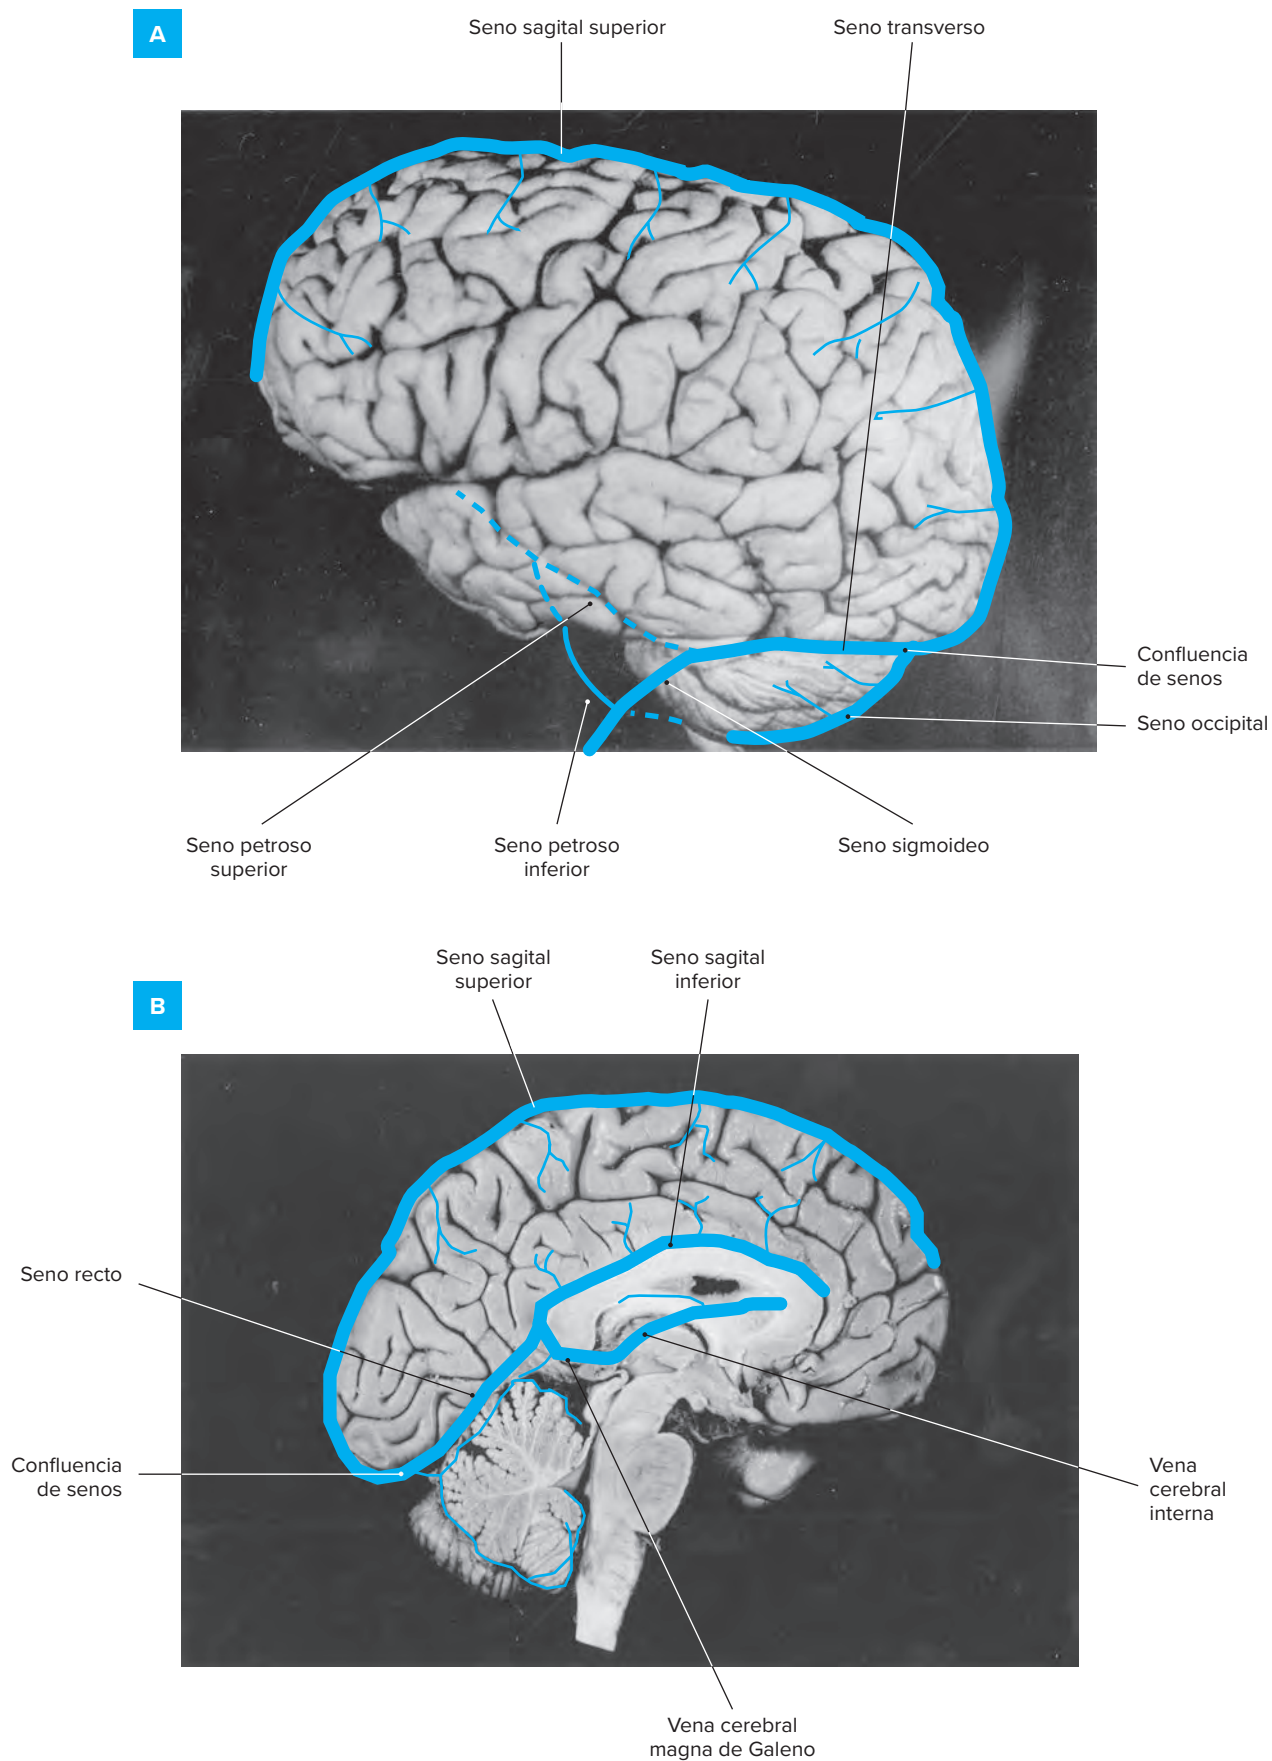 A
Seno sagital superior
Seno transverso
Confluencia
de senos
Seno occipital
Seno petroso
superior
Seno petroso
inferior
Seno sigmoideo
B
Seno sagital
superior
Seno sagital
inferior
Seno recto
Confluencia
de senos
Vena
cerebral
interna
Vena cerebral
magna de Galeno